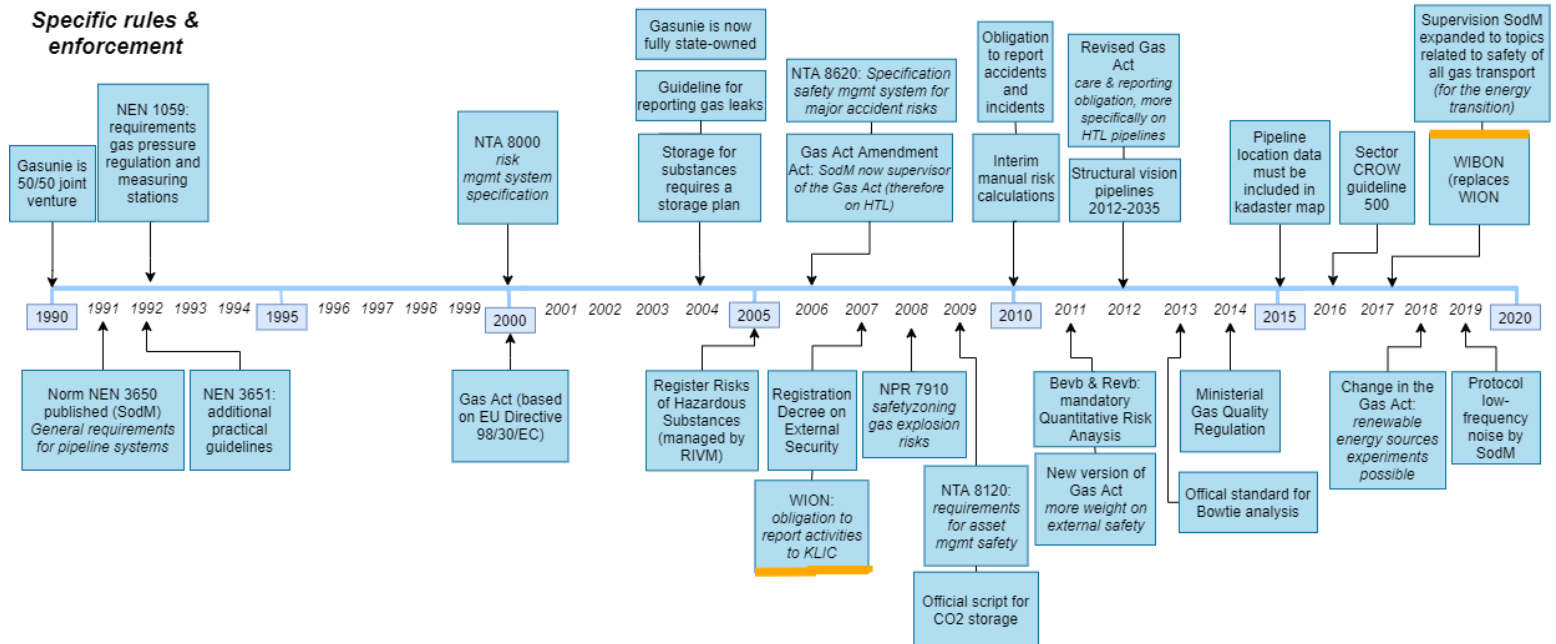 Specific rules &
enforcement
Gasunie is
50/50 joint
venture
NEN 1059:
requirements
gas pressure
regulation and
measuring
stations
NTA 8000
risk
mgmt system
specification
Gasunie is now
fully state-owned
Guideline for
reporting gas leaks
Storage for
substances
requires a
storage plan
NTA 8620: Specification
safety mgmt system for
major accident risks
Gas Act Amendment
Act: SodM now supervisor
of the Gas Act (therefore
on HTL)
Obligation
to report
accidents
and
incidents
Interim
manual risk
calculations
Revised Gas
Act
care & reporting
obligation, more
specifically on
HTL pipelines
Structural vision
pipelines
2012-2035
Pipeline
location data
must be
included in
kadaster map
Sector
CROW
guideline
500
Supervision SodM
expanded to topics
related to safety of
all gas transport
(for the energy
transition)
WIBON
(replaces
WION
1990 1991 1992 1993 1994 1995 1996 1997 1998 1999 2000 2001 2002 2003 2004 2005 2006 2007 2008 2009 2010 2011 2012 2013 2014 2015 2016 2017 2018 2019 2020
Norm NEN 3650
published (SodM)
General requirements
for pipeline systems
NEN 3651:
additional
practical
guidelines
Gas Act (based
on EU Directive
98/30/EC)
Register Risks
of Hazardous
Substances
(managed by
RIVM)
Registration
Decree on
External
Security
WION:
obligation to
report activities
to KLIC
NPR 7910
safetyzoning
gas explosion
risks
NTA 8120:
requirements
for asset
mgmt safety
Official script for
CO2 storage
Bevb & Revb:
mandatory
Quantitative Risk
Anaysis
New version of
Gas Act
more weight on
external safety
Ministerial
Gas Quality
Regulation
Offical standard for
Bowtie analysis
Change in the
Gas Act:
renewable
energy sources
experiments
possible
Protocol
low-
frequency
noise by
SodM